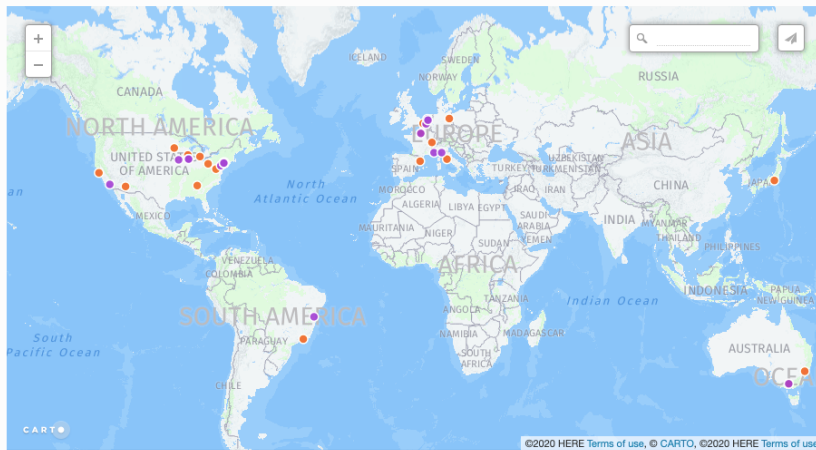 +
−
ICELAND
SWEDEN
NORWAY
RUSSIA
CANADA
NORTH AMERICA
EUROPE
ASIA
UNITED STATES
OF AMERICA
SPAIN
TURKEY
UZBEKISTAN
TURKMENISTAN
CHINA
JAPA
an
North
Atlantic Ocean
MOROCCO
ALGERIA
LIBYA
EGYPT
IRAQ
IRAN
MEXICO
MAURITANIA
NIGER
SUDAN
SAUDI
ARABIA
YEMEN
INDIA
MYANMAR
THAILAND
PHILIPPINES
VENEZUELA
COLOMBIA
AFRICA
INDONESIA
PAPUA
NEW GUINEA
TANZANIA
Indian Ocean
SOUTH AMERICA
ANGOLA
NAMIBIA
MADAGASCAR
South
Pacific Ocean
PARAGUAY
SOUTH
AFRICA
AUSTRALIA
OCEA
CHILE
CARTO
©2020 HERE Terms of use, © CARTO, ©2020 HERE Terms of use